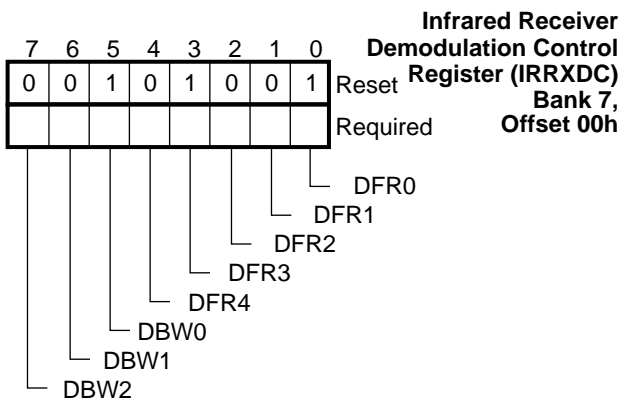 Infrared Receiver
Demodulation Control
Register (IRRXDC)
Bank 7,
Offset 00h
7 6 5 4 3 2 1 0
0 0 1 0 1 0 0 1 Reset
Required
DFR0
DFR1
DFR2
DFR3
DFR4
DBW0
DBW1
DBW2